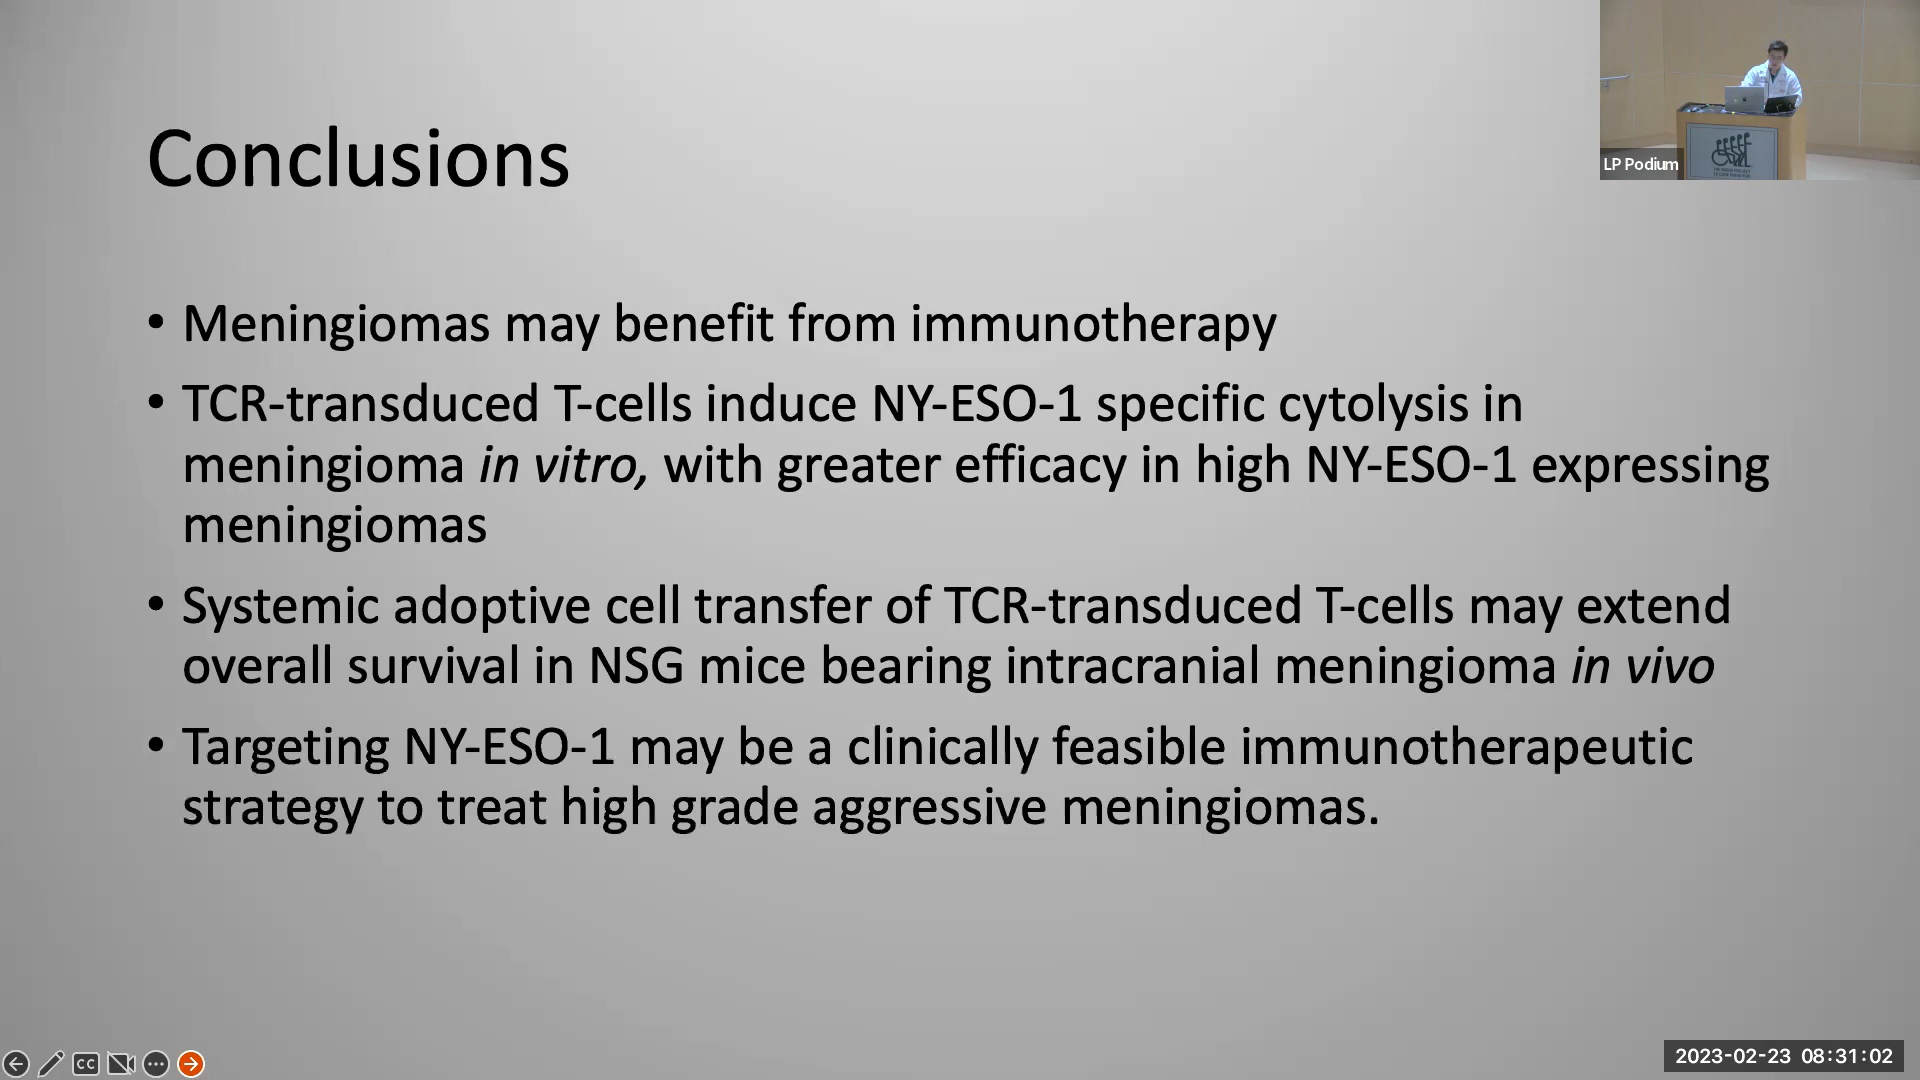 Conclusions
LP Podium
• Meningiomas may benefit from immunotherapy
• TCR-transduced T-cells induce NY-ESO-1 specific cytolysis in
meningioma in vitro, with greater efficacy in high NY-ESO-1 expressing
meningiomas
• Systemic adoptive cell transfer of TCR-transduced T-cells may extend
overall survival in NSG mice bearing intracranial meningioma in vivo
• Targeting NY-ESO-1 may be a clinically feasible immunotherapeutic
strategy to treat high grade aggressive meningiomas.
CC
2023-02-23 08:31:02